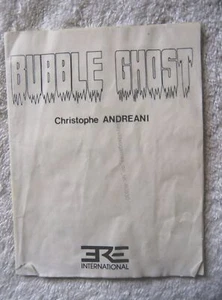 BUBBLE GHOST
Christophe ANDREANI
ERE
INTERNATIONAL